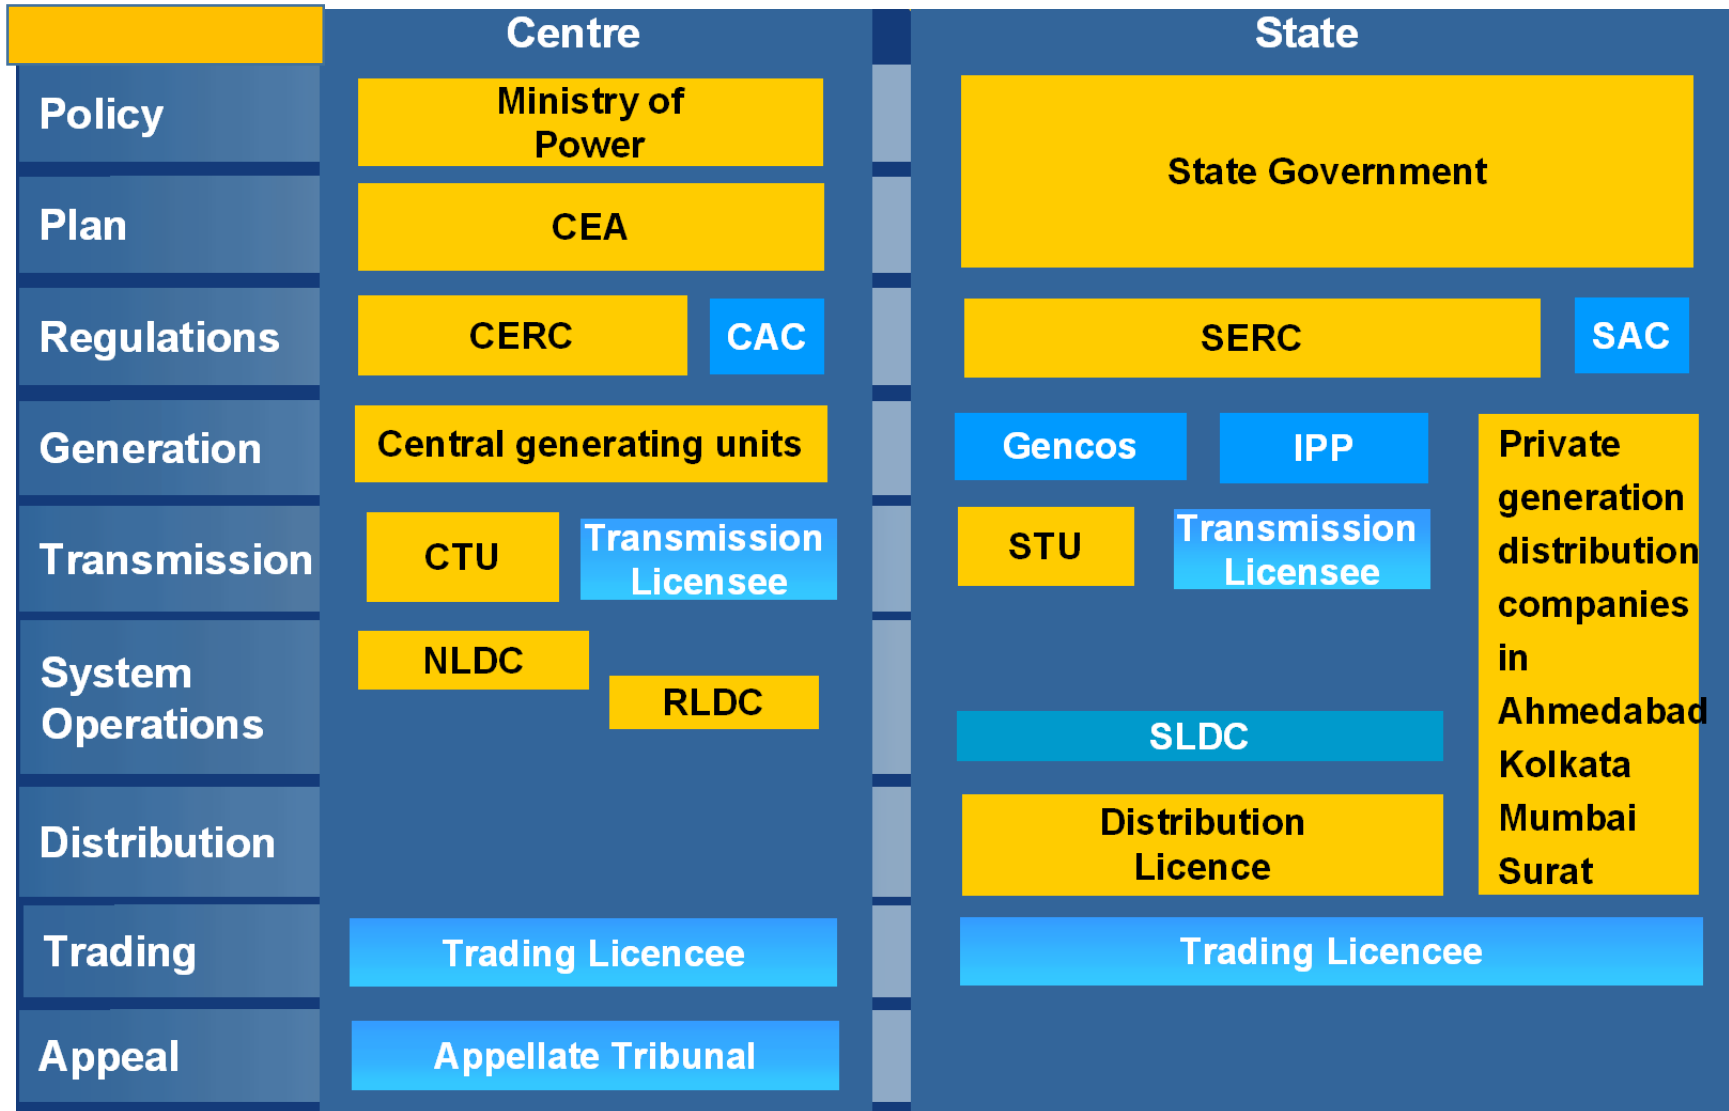 Centre
State
Policy
Ministry of
Power
State Government
Plan
CEA
Regulations
CERC
CAC
SERC
SAC
Generation
Central generating units
Gencos
IPP
Private
generation
distribution
companies
in
Ahmedabad
Kolkata
Mumbai
Surat
Transmission
CTU
Transmission
Licensee
STU
Transmission
Licensee
System
Operations
NLDC
RLDC
SLDC
Distribution
Distribution
Licence
Trading
Trading Licencee
Trading Licencee
Appeal
Appellate Tribunal